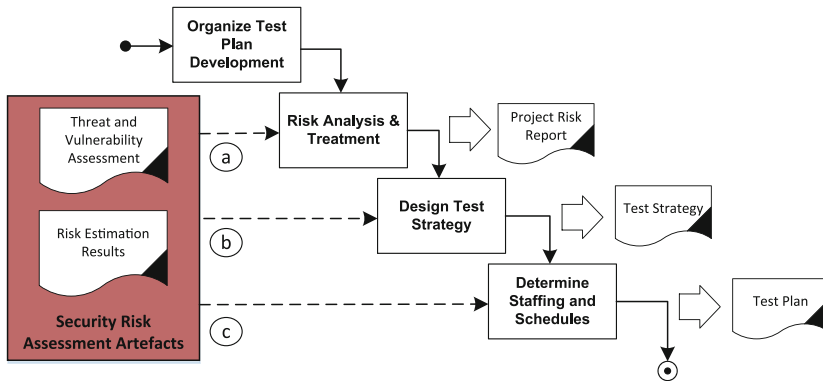 Organize Test
Plan
Development
Threat and
Vulnerability
Assessment
a
Risk Analysis &
Treatment
Project Risk
Report
Risk Estimation
Results
b
Design Test
Strategy
Test Strategy
Security Risk
Assessment Artefacts
c
Determine
Staffing and
Schedules
Test Plan